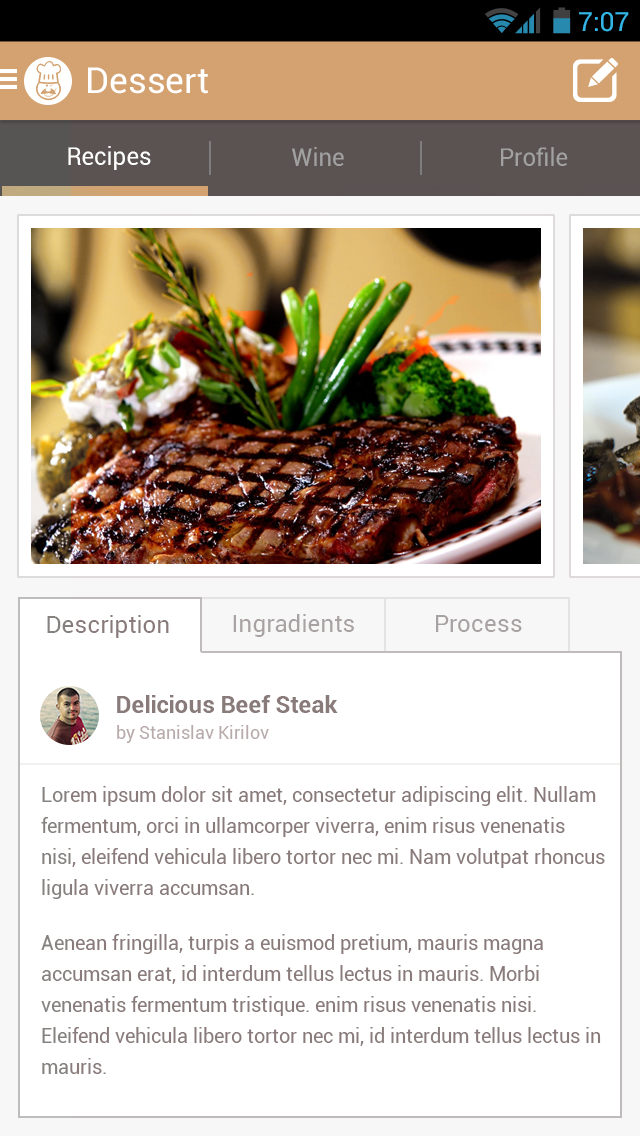 7:07
Dessert
Recipes
Wine
Profile
Description
Ingradients
Process
Delicious Beef Steak
by Stanislav Kirilov
Lorem ipsum dolor sit amet, consectetur adipiscing elit. Nullam
fermentum, orci in ullamcorper viverra, enim risus venenatis
nisi, eleifend vehicula libero tortor nec mi. Nam volutpat rhoncus
ligula viverra accumsan.
Aenean fringilla, turpis a euismod pretium, mauris magna
accumsan erat, id interdum tellus lectus in mauris. Morbi
venenatis fermentum tristique. enim risus venenatis nisi.
Eleifend vehicula libero tortor nec mi, id interdum tellus lectus in
mauris.